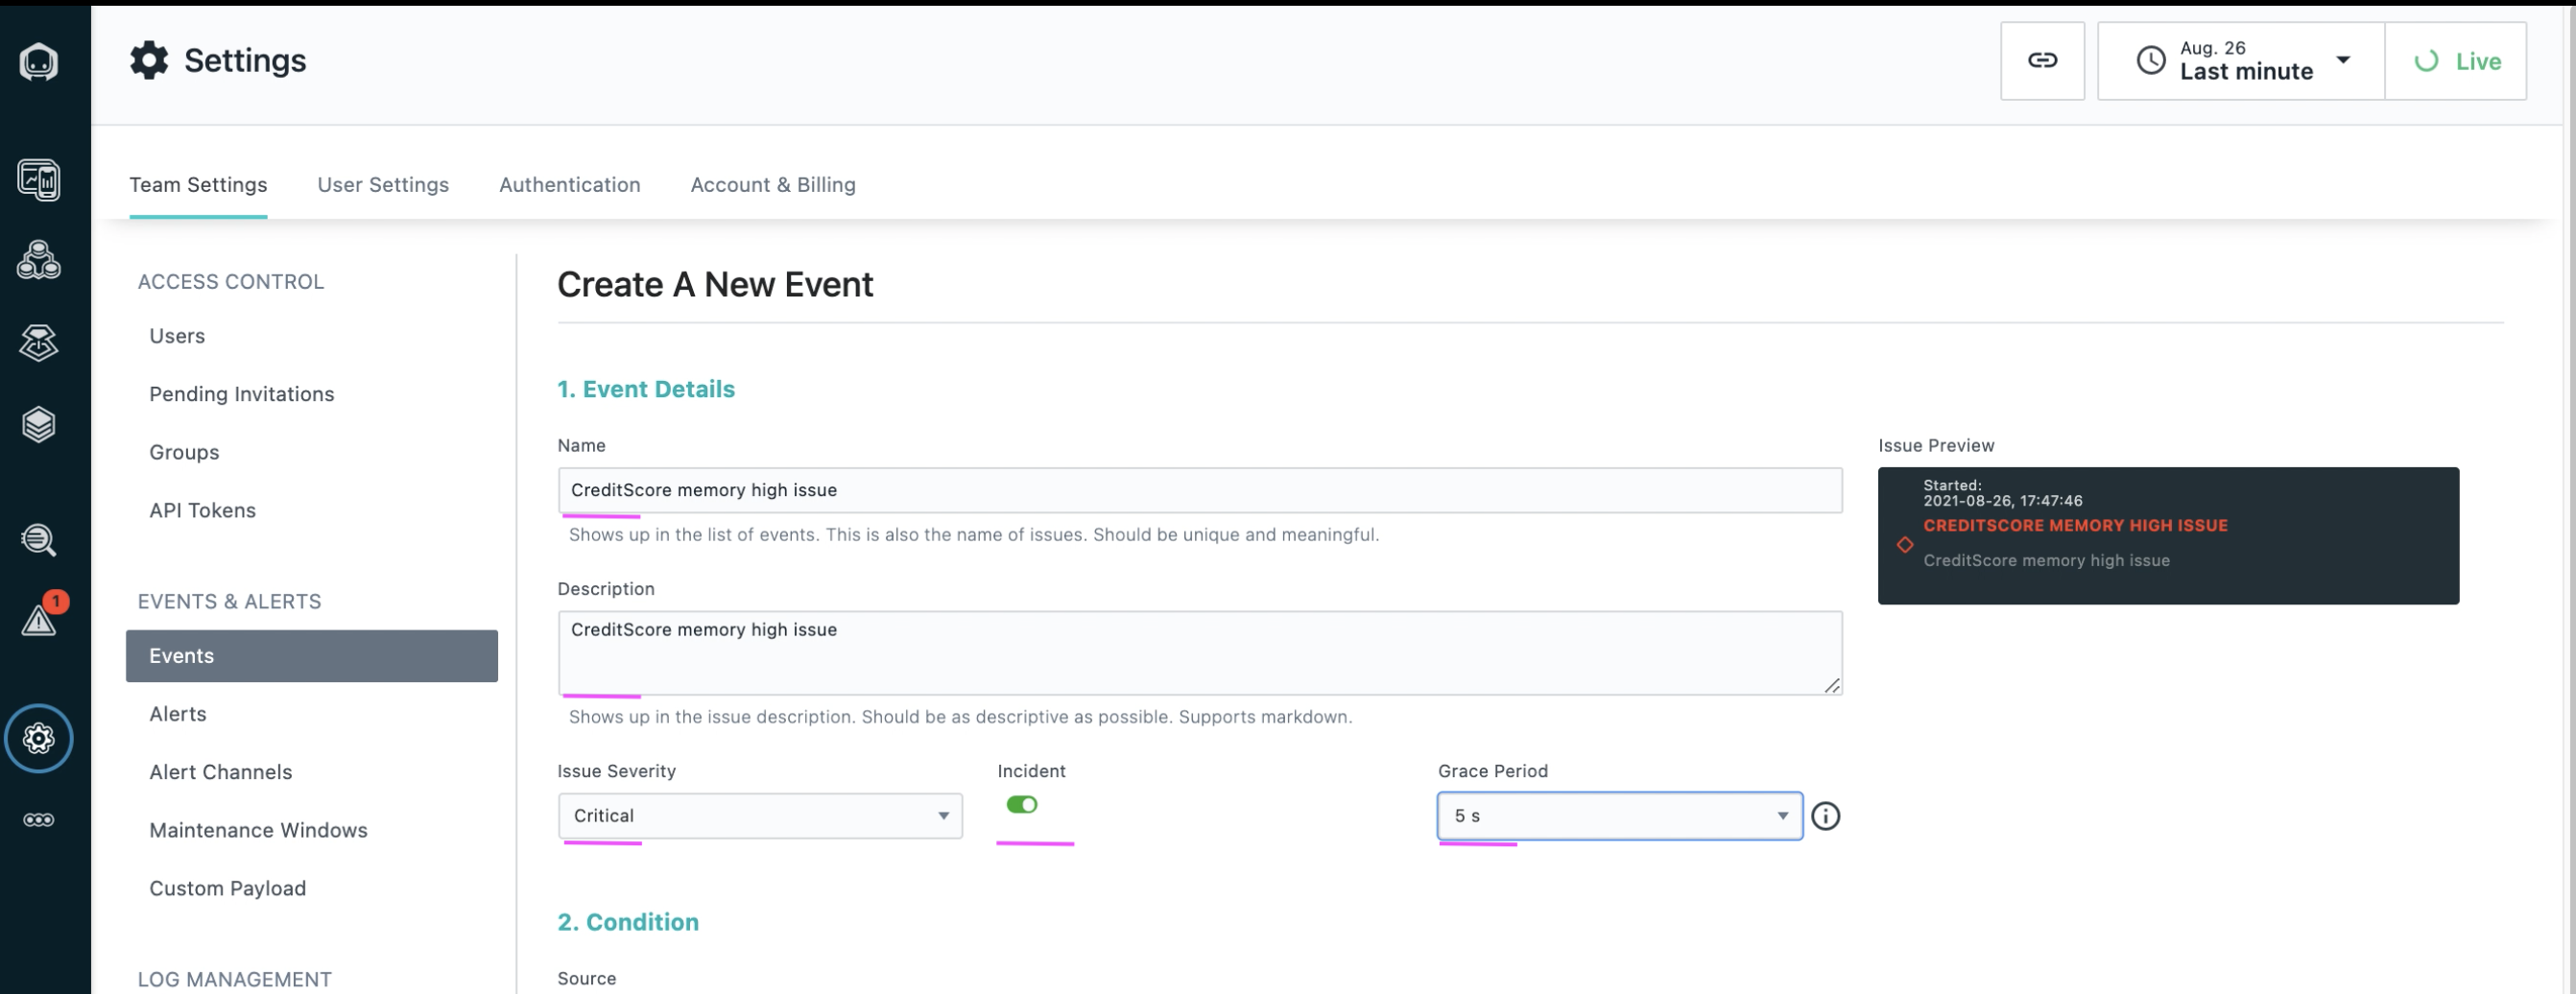 Settings
Aug. 26
Last minute
Live
Team Settings
User Settings
Authentication
Account & Billing
ACCESS CONTROL
Users
Pending Invitations
Groups
API Tokens
EVENTS & ALERTS
1
Events
Alerts
Alert Channels
Maintenance Windows
Custom Payload
LOG MANAGEMENT
Create A New Event
1. Event Details
Name
CreditScore memory high issue
Shows up in the list of events. This is also the name of issues. Should be unique and meaningful.
Description
CreditScore memory high issue
Shows up in the issue description. Should be as descriptive as possible. Supports markdown.
Issue Severity
Critical
Incident
Grace Period
5 s
Issue Preview
Started:
2021-08-26, 17:47:46
CREDITSCORE MEMORY HIGH ISSUE
CreditScore memory high issue
2. Condition
Source